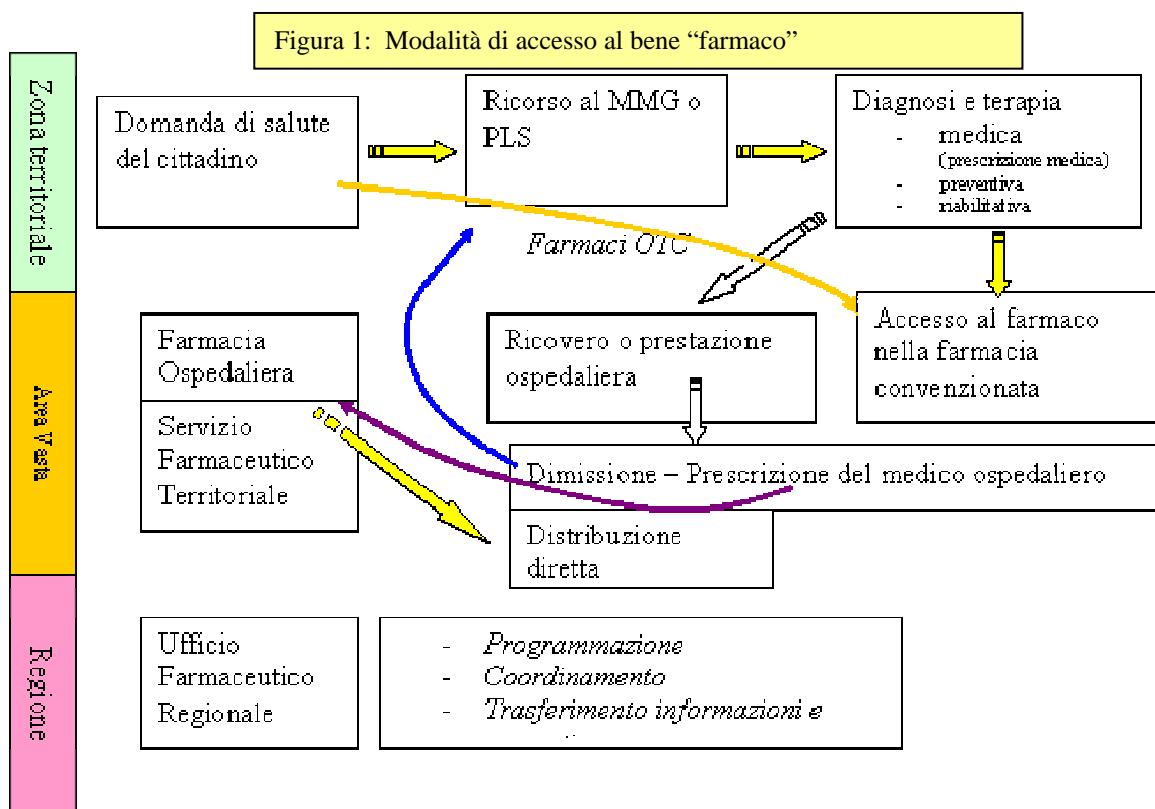 Figura 1: Modalità di accesso al bene “farmaco”
Zona territoriale
Domanda di salute
del cittadino
Ricorso al MMG o
PLS
Diagnosi e terapia
- medica
(prescrizione medica)
- preventiva
- riabilitativa
Farmaci OTC
Area Vasta
Farmacia
Ospedaliera
Servizio
Farmaceutico
Territoriale
Ricovero o prestazione
ospedaliera
Accesso al farmaco
nella farmacia
convenzionata
Dimissione – Prescrizione del medico ospedaliero
Distribuzione
diretta
Regione
Ufficio
Farmaceutico
Regionale
- Programmazione
- Coordinamento
- Trasferimento informazioni e